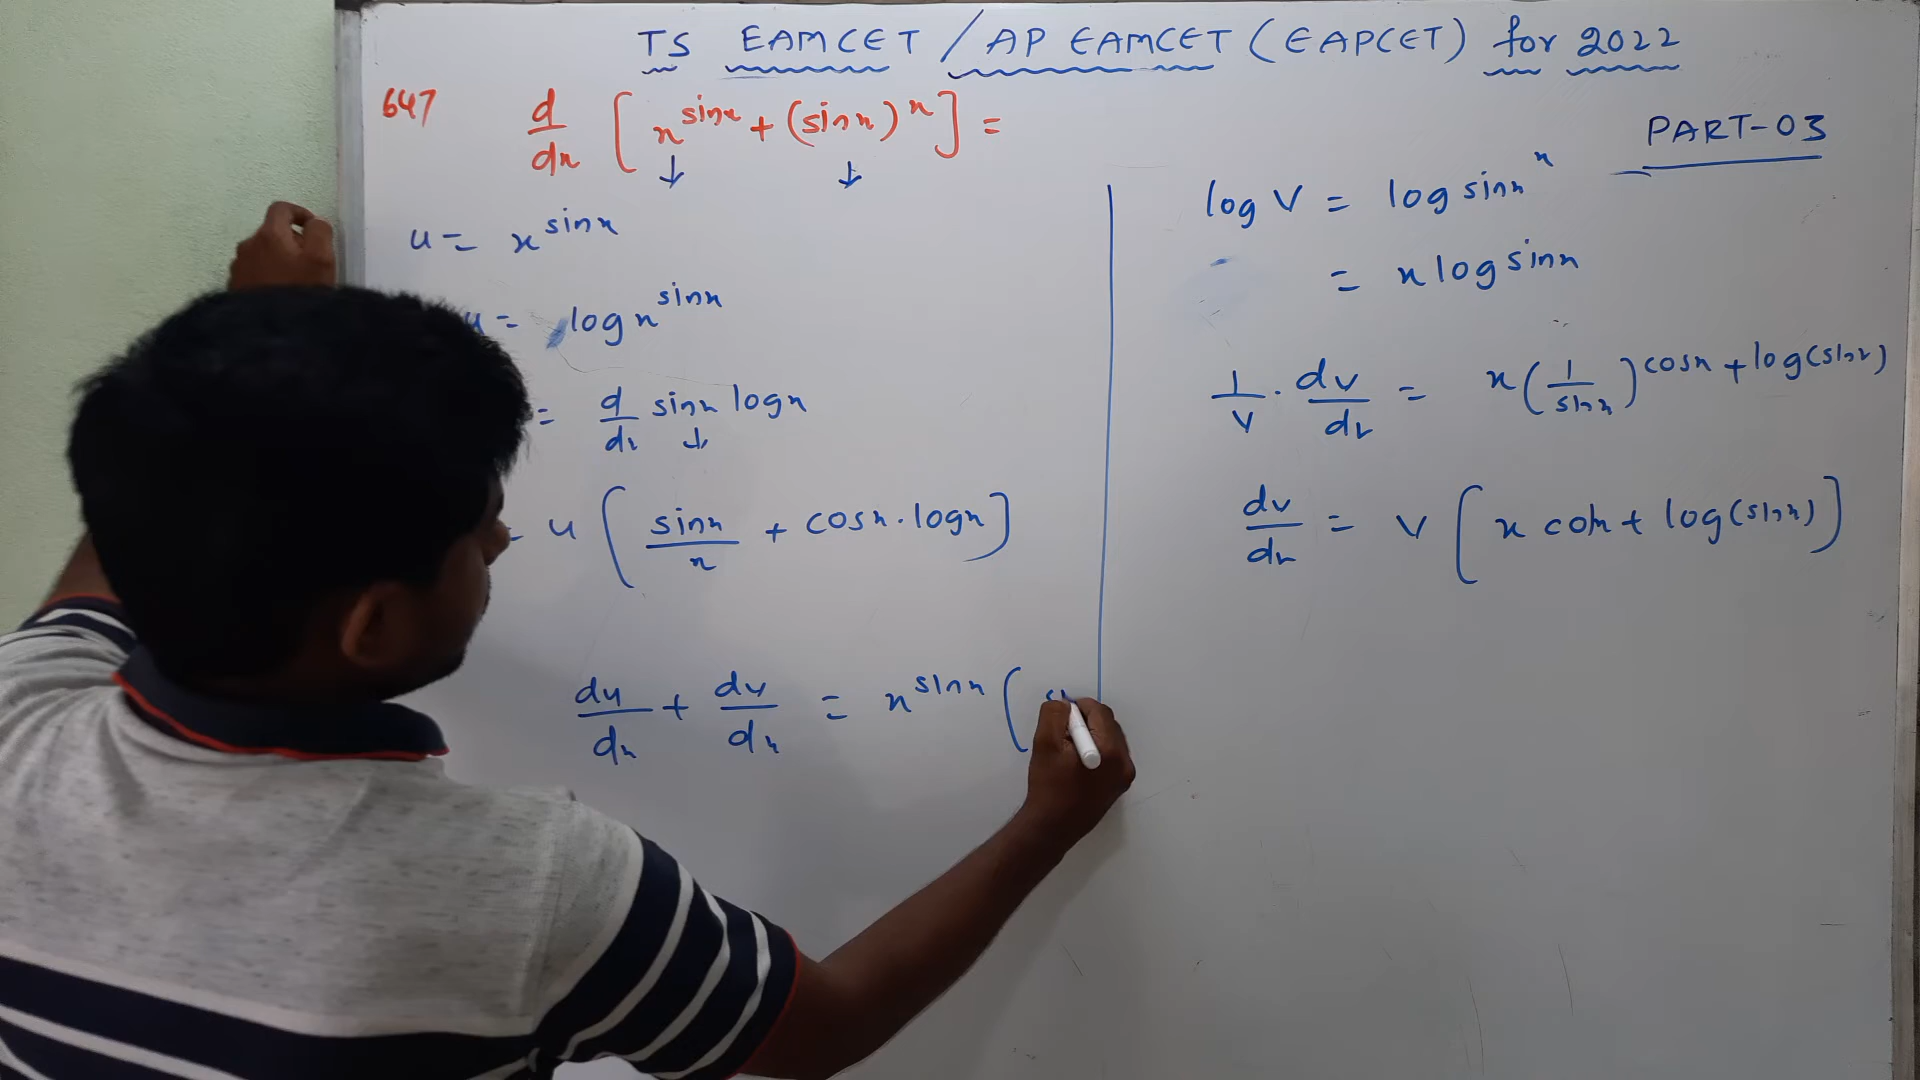 TS EAMCET / AP EAMCET (EAPCET) for 2022
PART-03
647 d/dx [x^sinx + (sinx)^x] =
↓ ↓
u = x^sinx
u = log x^sinx
= d/dx sinx logx
↓
= u (sinx/x + cosx.logx]
du/dx + dv/dx = x^sinx (
log V = log sinx^x
= x log sinx
1/V . dv/dx = x(1/sinx) cosx + log(sinx)
dv/dx = V [x cotx + log(sinx)]